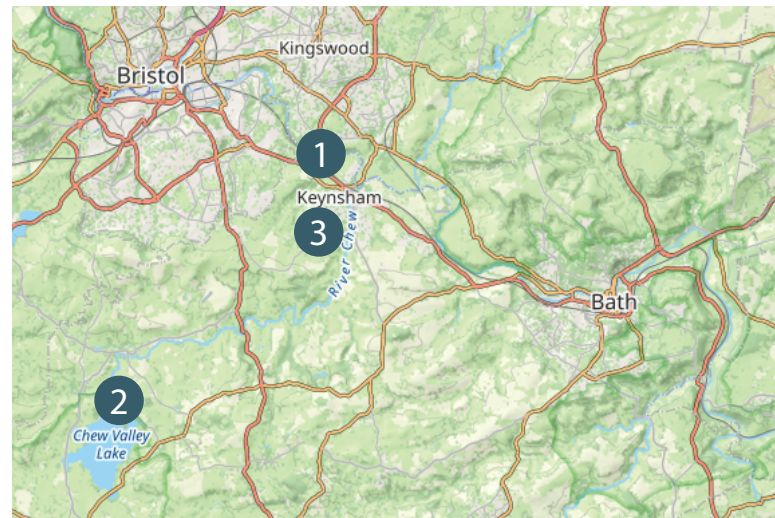 Kingswood
Bristol
1
Keynsham
3
River Chew
Bath
2
Chew Valley
Lake